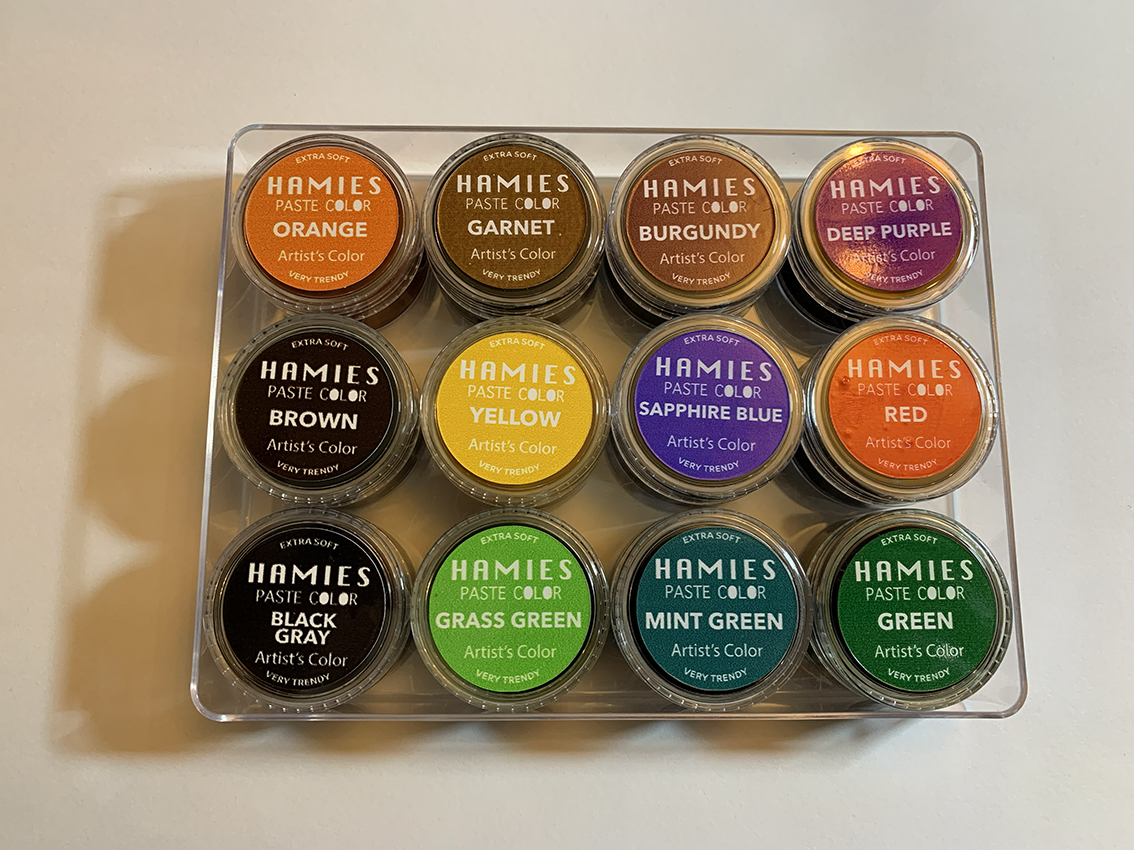 EXTRA SOFT
HAMIES
PASTE COLOR
ORANGE
Artist's Color
VERY TRENDY
EXTRA SOFT
HAMIES
PASTE COLOR
GARNET
Artist's Color
VERY TRENDY
EXTRA SOFT
HAMIES
PASTE COLOR
BURGUNDY
Artist's Color
VERY TRENDY
EXTRA SOFT
HAMIES
PASTE COLOR
DEEP PURPLE
Artist's Color
VERY TRENDY
EXTRA SOFT
HAMIES
PASTE COLOR
BROWN
Artist's Color
VERY TRENDY
EXTRA SOFT
HAMIES
PASTE COLOR
YELLOW
Artist's Color
VERY TRENDY
EXTRA SOFT
HAMIES
PASTE COLOR
SAPPHIRE BLUE
Artist's Color
VERY TRENDY
EXTRA SOFT
HAMIES
PASTE COLOR
RED
Artist's Color
VERY TRENDY
EXTRA SOFT
HAMIES
PASTE COLOR
BLACK
GRAY
Artist's Color
VERY TRENDY
EXTRA SOFT
HAMIES
PASTE COLOR
GRASS GREEN
Artist's Color
VERY TRENDY
EXTRA SOFT
HAMIES
PASTE COLOR
MINT GREEN
Artist's Color
VERY TRENDY
EXTRA SOFT
HAMIES
PASTE COLOR
GREEN
Artist's Color
VERY TRENDY